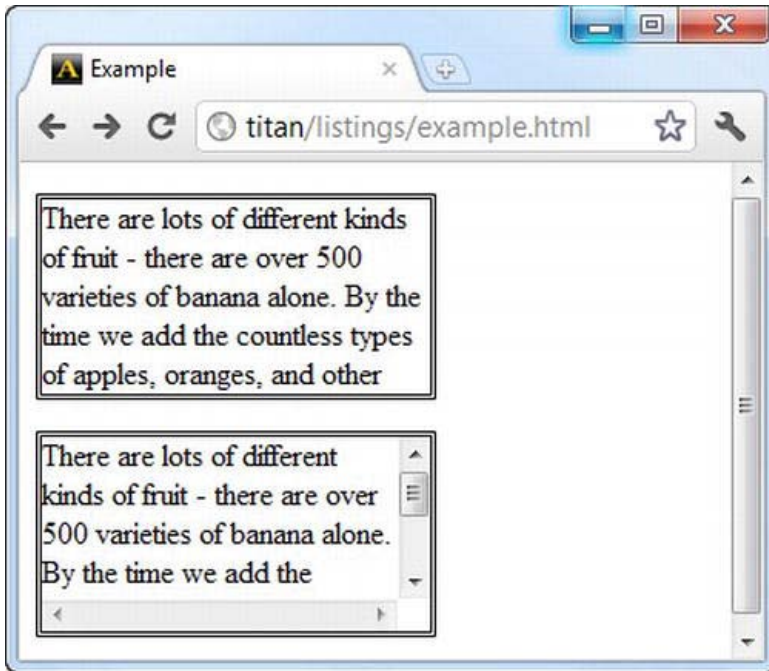 Example
titan/listings/example.html
There are lots of different kinds
of fruit - there are over 500
varieties of banana alone. By the
time we add the countless types
of apples, oranges, and other
There are lots of different
kinds of fruit - there are over
500 varieties of banana alone.
By the time we add the